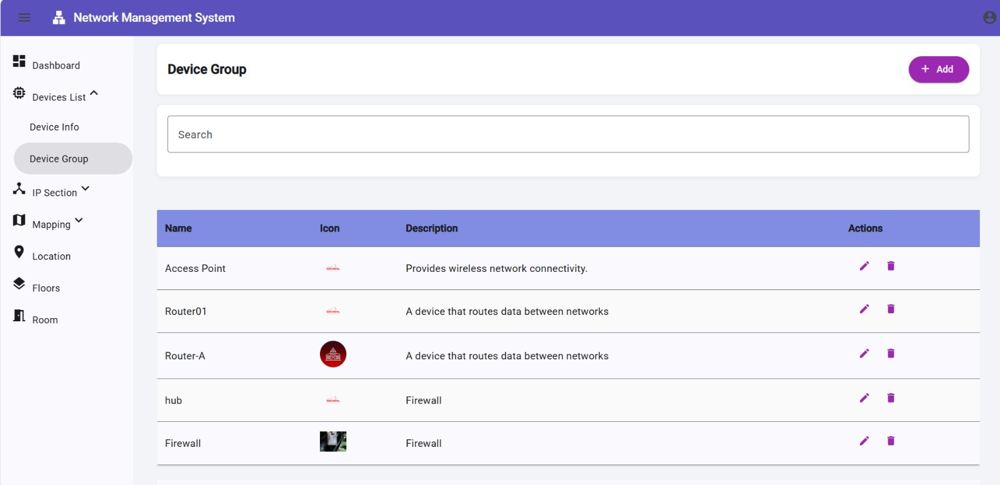 Network Management System
Dashboard
Devices List
Device Info
Device Group
IP Section
Mapping
Location
Floors
Room
Device Group
+ Add
Search
Name Icon Description Actions
Access Point Provides wireless network connectivity.
Router01 A device that routes data between networks
Router-A A device that routes data between networks
hub Firewall
Firewall Firewall